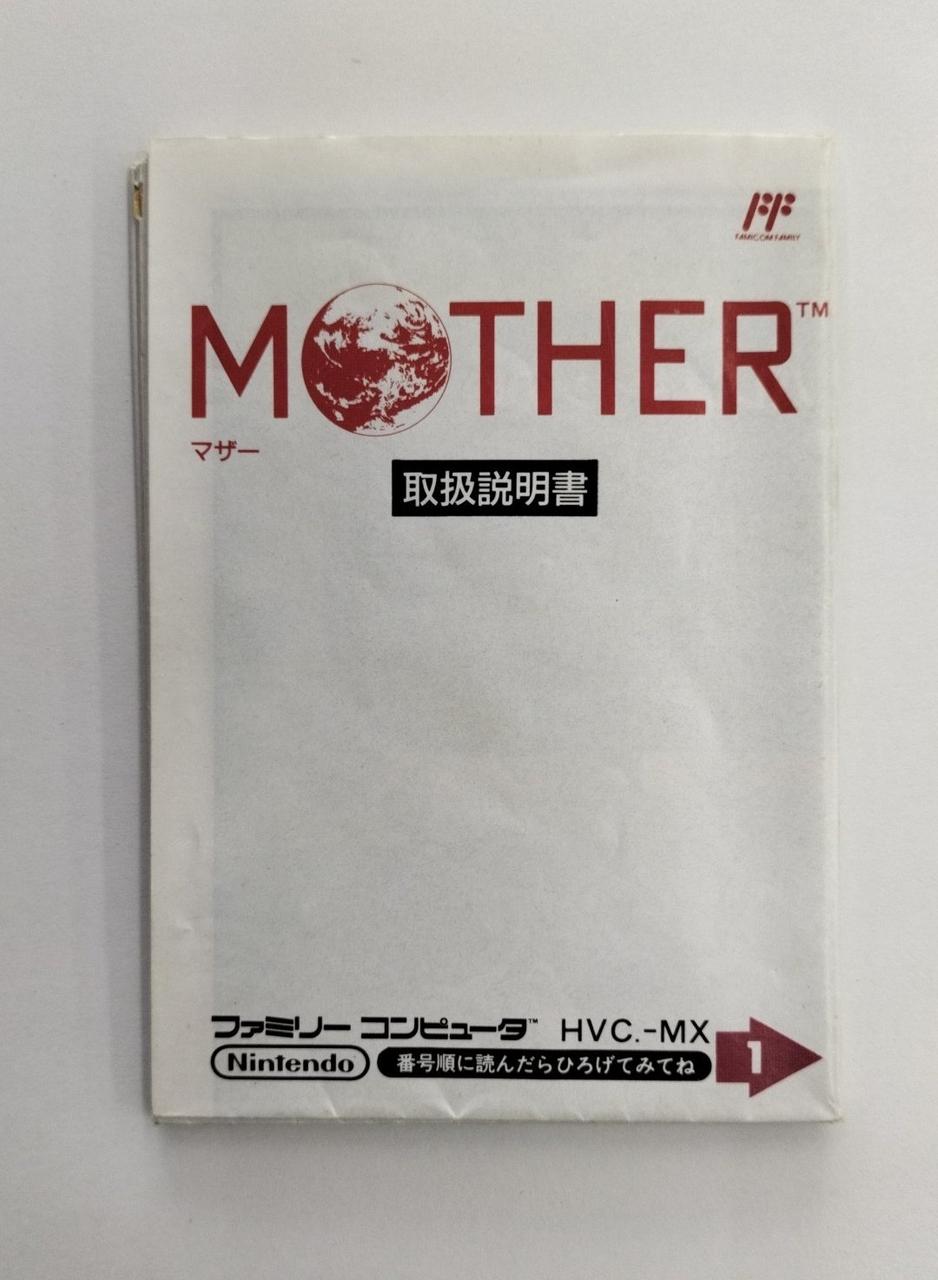 FAMICOM FAMILY
MOTHER™
マザー
取扱説明書
ファミリー コンピュータ™ HVC.-MX
Nintendo 番号順に読んだらひろげてみてね 1